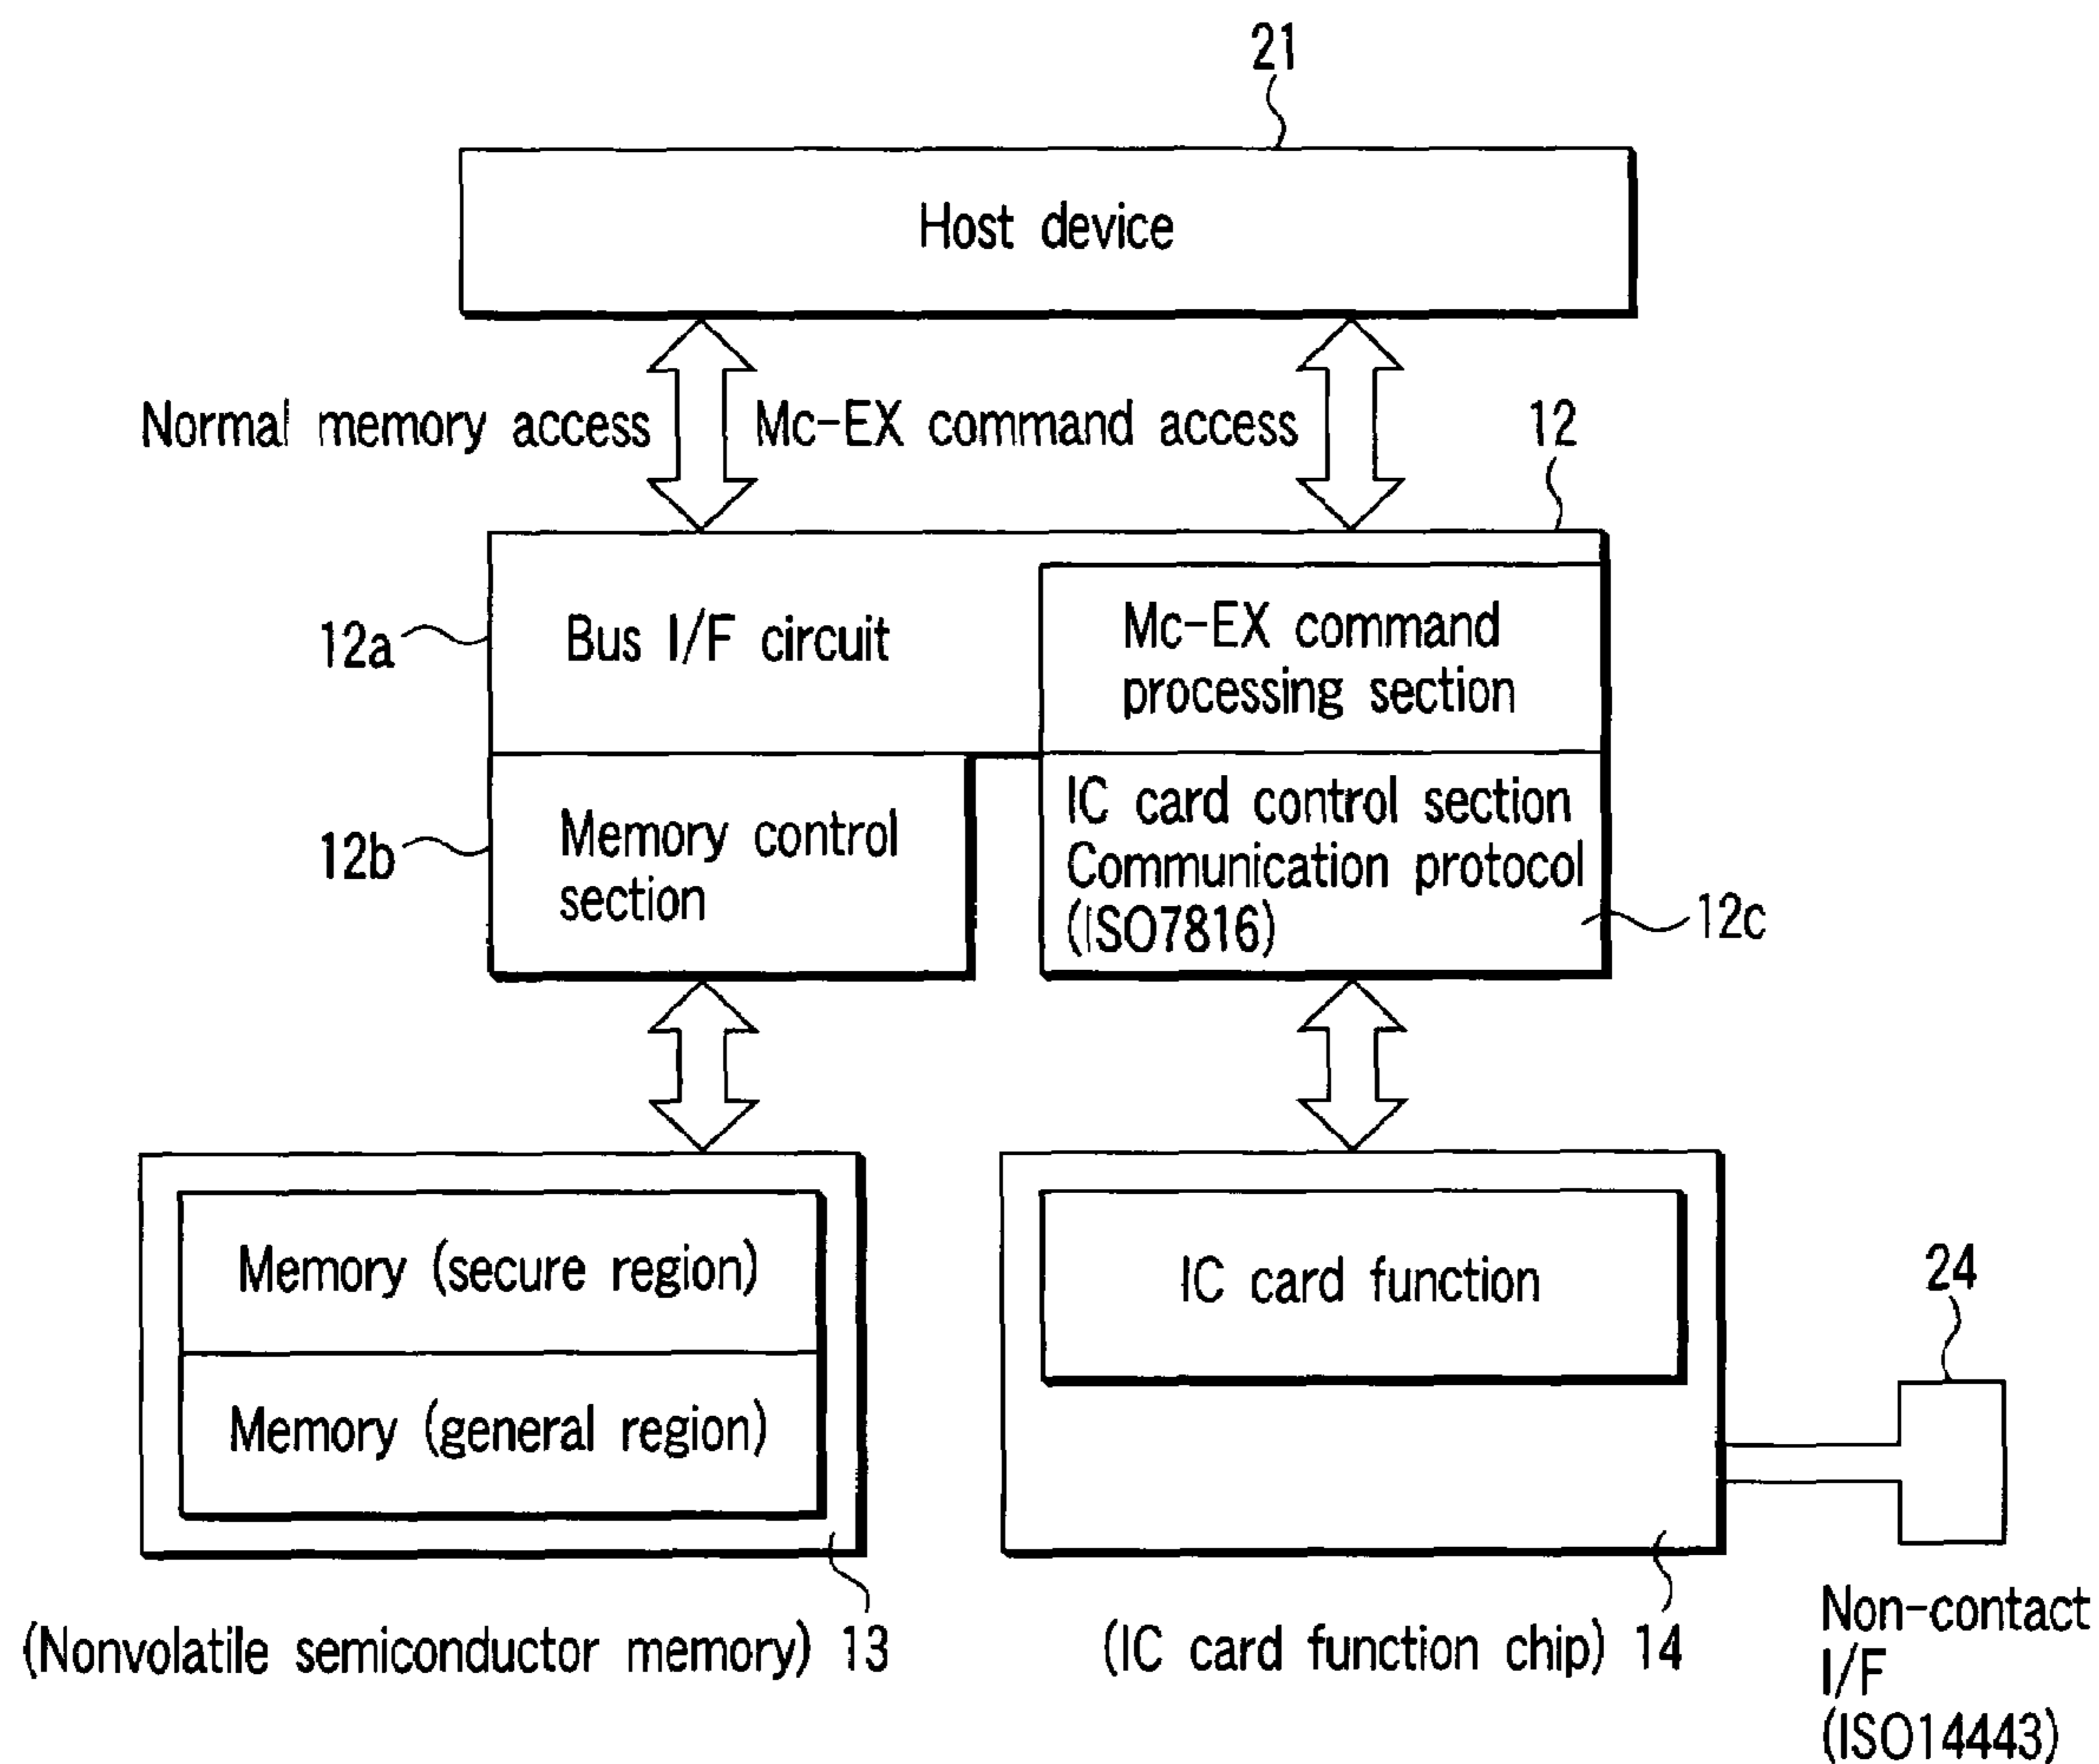 21
Host device
Normal memory access
Mc-EX command access
12
12a
Bus I/F circuit
Mc-EX command
processing section
12b
Memory control
section
IC card control section
Communication protocol
(ISO7816)
12c
Memory (secure region)
Memory (general region)
IC card function
24
(Nonvolatile semiconductor memory) 13
(IC card function chip) 14
Non-contact
I/F
(ISO14443)